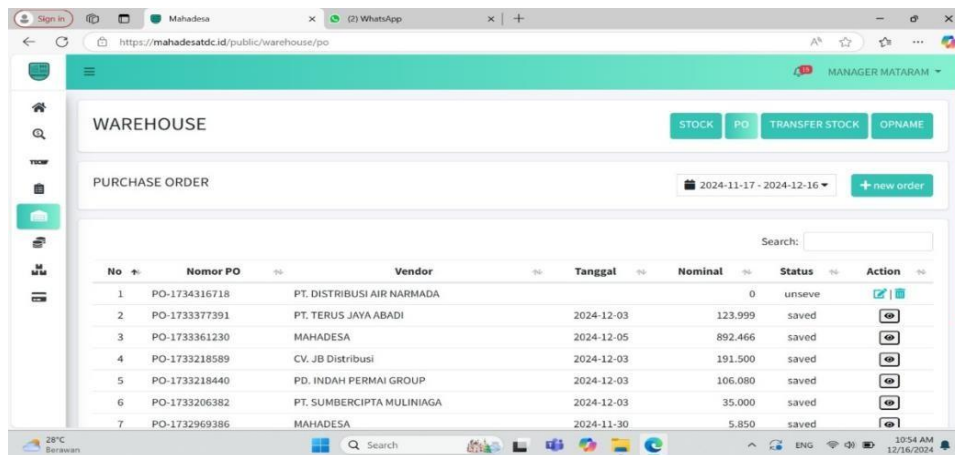 Sign in
Mahadesa
(2) WhatsApp
https://mahadesatdc.id/public/warehouse/po
MANAGER MATARAM
WAREHOUSE
STOCK PO TRANSFER STOCK OPNAME
PURCHASE ORDER
2024-11-17 - 2024-12-16
+ new order
Search:
No Nomor PO Vendor Tanggal Nominal Status Action
1 PO-1734316718 PT. DISTRIBUSI AIR NARMADA 0 unseve
2 PO-1733377391 PT. TERUS JAYA ABADI 2024-12-03 123.999 saved
3 PO-1733361230 MAHADESA 2024-12-05 892.466 saved
4 PO-1733218589 CV. JB Distribusi 2024-12-03 191.500 saved
5 PO-1733218440 PD. INDAH PERMAI GROUP 2024-12-03 106.080 saved
6 PO-1733206382 PT. SUMBERCIPTA MULINIAGA 2024-12-03 35.000 saved
7 PO-1732969386 MAHADESA 2024-11-30 5.850 saved
28°C
Berawan
Search
ENG
10:54 AM
12/16/2024